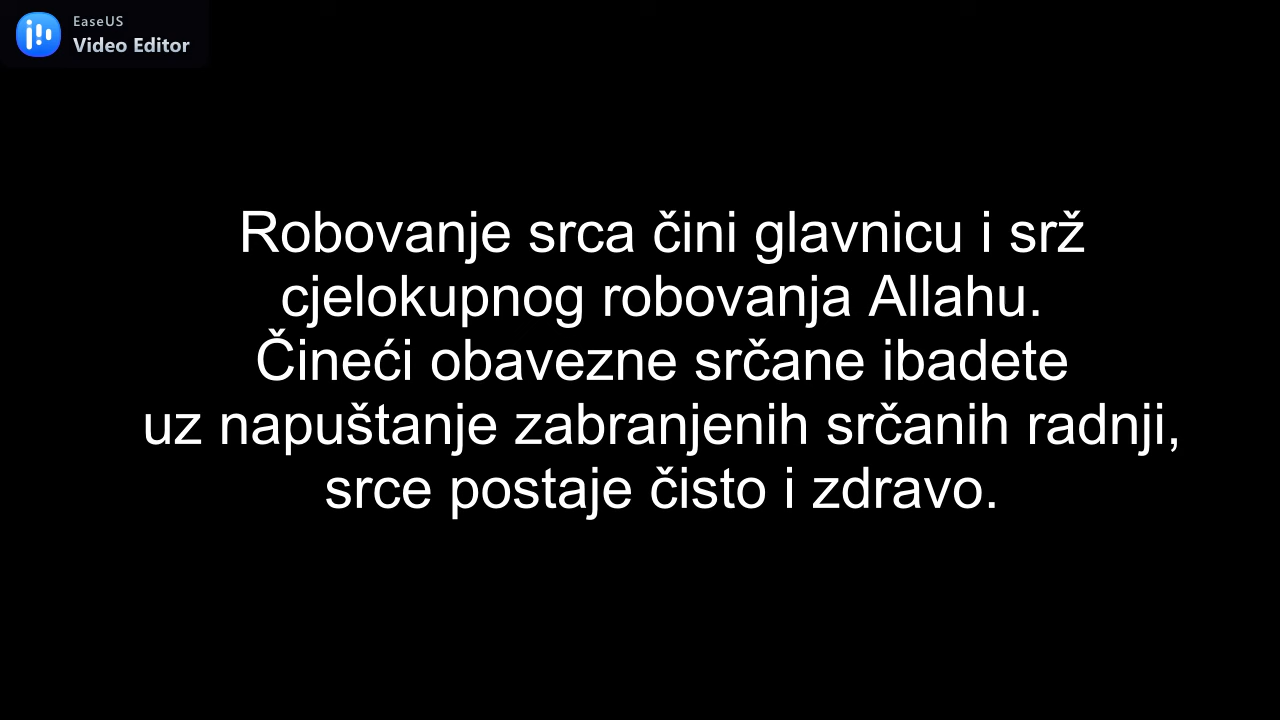 EaseUS
Video Editor
Robovanje srca čini glavnicu i srž
cjelokupnog robovanja Allahu.
Čineći obavezne srčane ibadete
uz napuštanje zabranjenih srčanih radnji,
srce postaje čisto i zdravo.